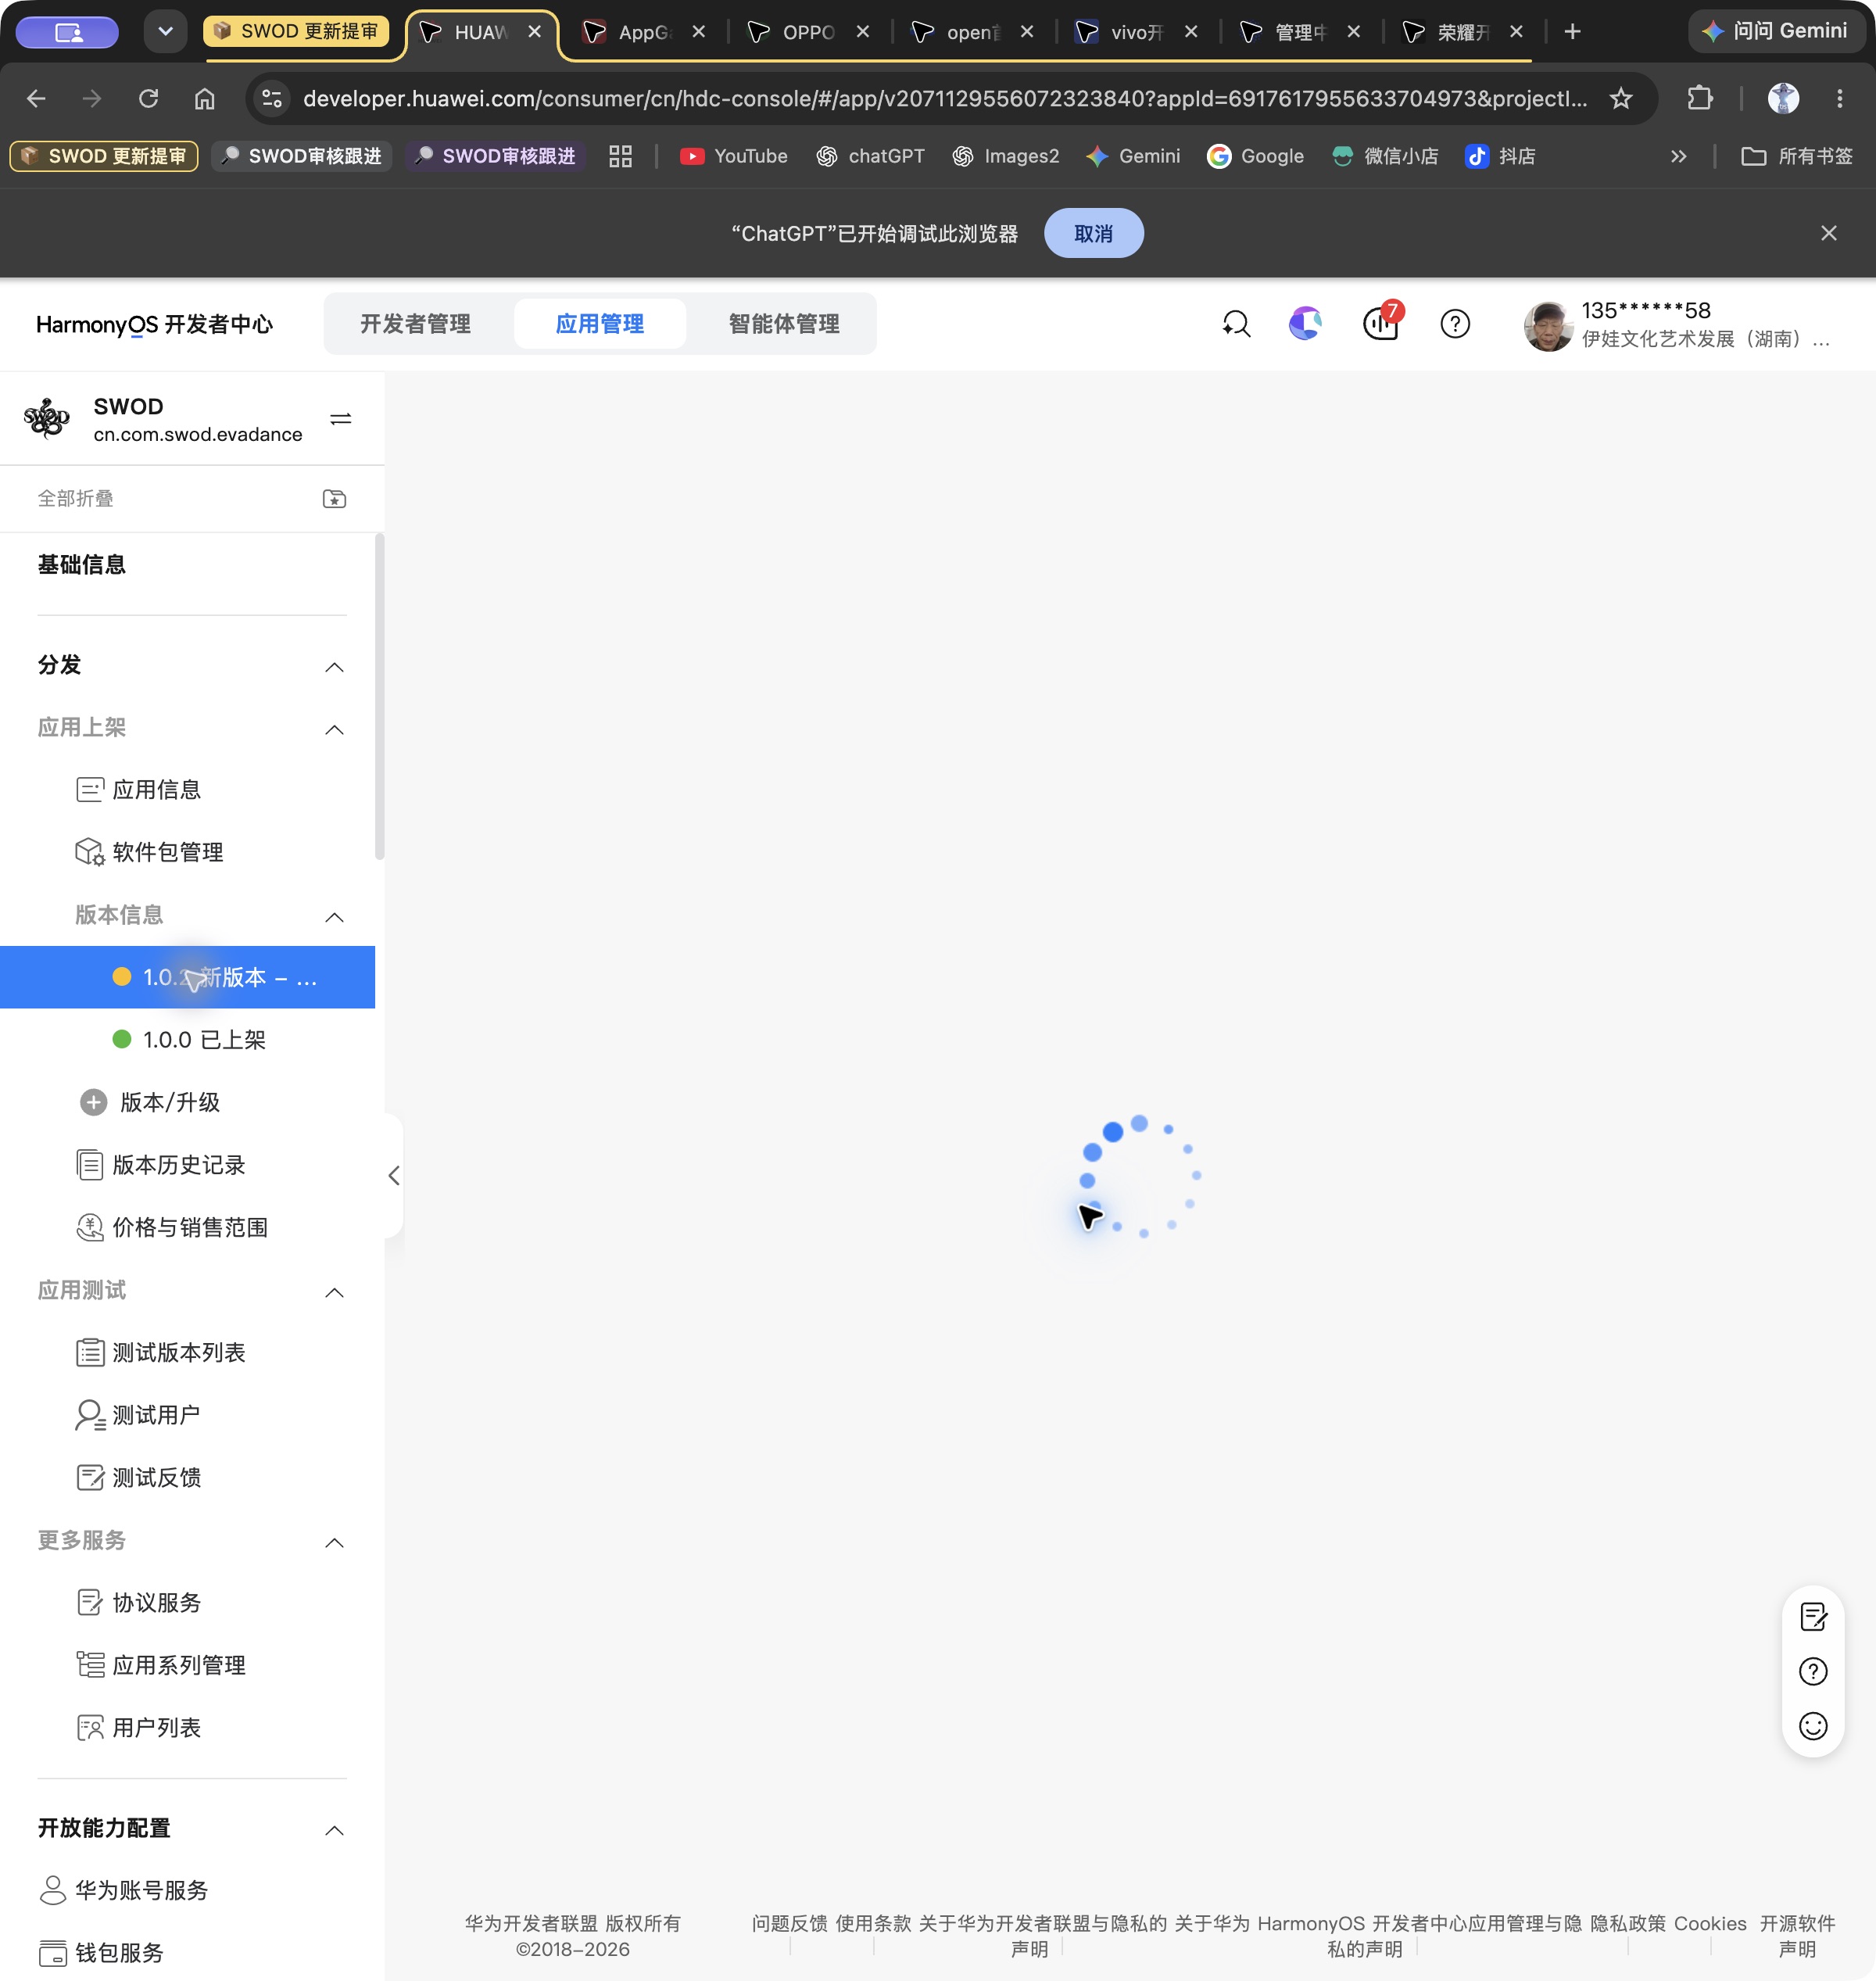 SWOD 更新提审
HUAW
AppG
OPPO
open
vivo开
管理中
荣耀开
问问 Gemini
developer.huawei.com/consumer/cn/hdc-console/#/app/v2071129556072323840?appId=6917617955633704973&projectI...
SWOD 更新提审
SWOD审核跟进
SWOD审核跟进
YouTube
chatGPT
Images2
Gemini
Google
微信小店
抖店
所有书签
“ChatGPT”已开始调试此浏览器
取消
HarmonyOS 开发者中心
开发者管理
应用管理
智能体管理
7
135******58
伊娃文化艺术发展（湖南）...
SWOD
cn.com.swod.evadance
全部折叠
基础信息
分发
应用上架
应用信息
软件包管理
版本信息
1.0.2 新版本 – ...
1.0.0 已上架
版本/升级
版本历史记录
价格与销售范围
应用测试
测试版本列表
测试用户
测试反馈
更多服务
协议服务
应用系列管理
用户列表
开放能力配置
华为账号服务
钱包服务
华为开发者联盟 版权所有
©2018–2026
问题反馈
使用条款
关于华为开发者联盟与隐私的
声明
关于华为 HarmonyOS 开发者中心应用管理与隐
私的声明
隐私政策
Cookies
开源软件
声明